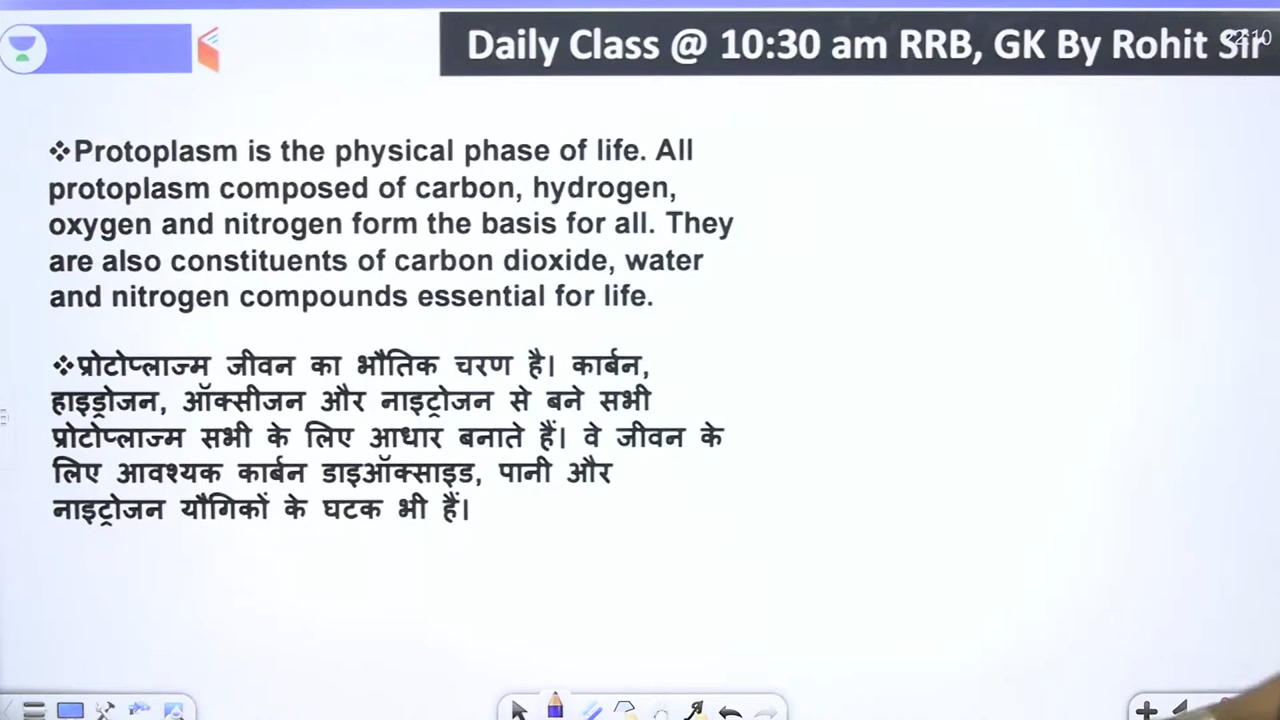 Daily Class @ 10:30 am RRB, GK By Rohit Sir
22:10
❖Protoplasm is the physical phase of life. All
protoplasm composed of carbon, hydrogen,
oxygen and nitrogen form the basis for all. They
are also constituents of carbon dioxide, water
and nitrogen compounds essential for life.
❖प्रोटोप्लाज्म जीवन का भौतिक चरण है। कार्बन,
हाइड्रोजन, ऑक्सीजन और नाइट्रोजन से बने सभी
प्रोटोप्लाज्म सभी के लिए आधार बनाते हैं। वे जीवन के
लिए आवश्यक कार्बन डाइऑक्साइड, पानी और
नाइट्रोजन यौगिकों के घटक भी हैं।